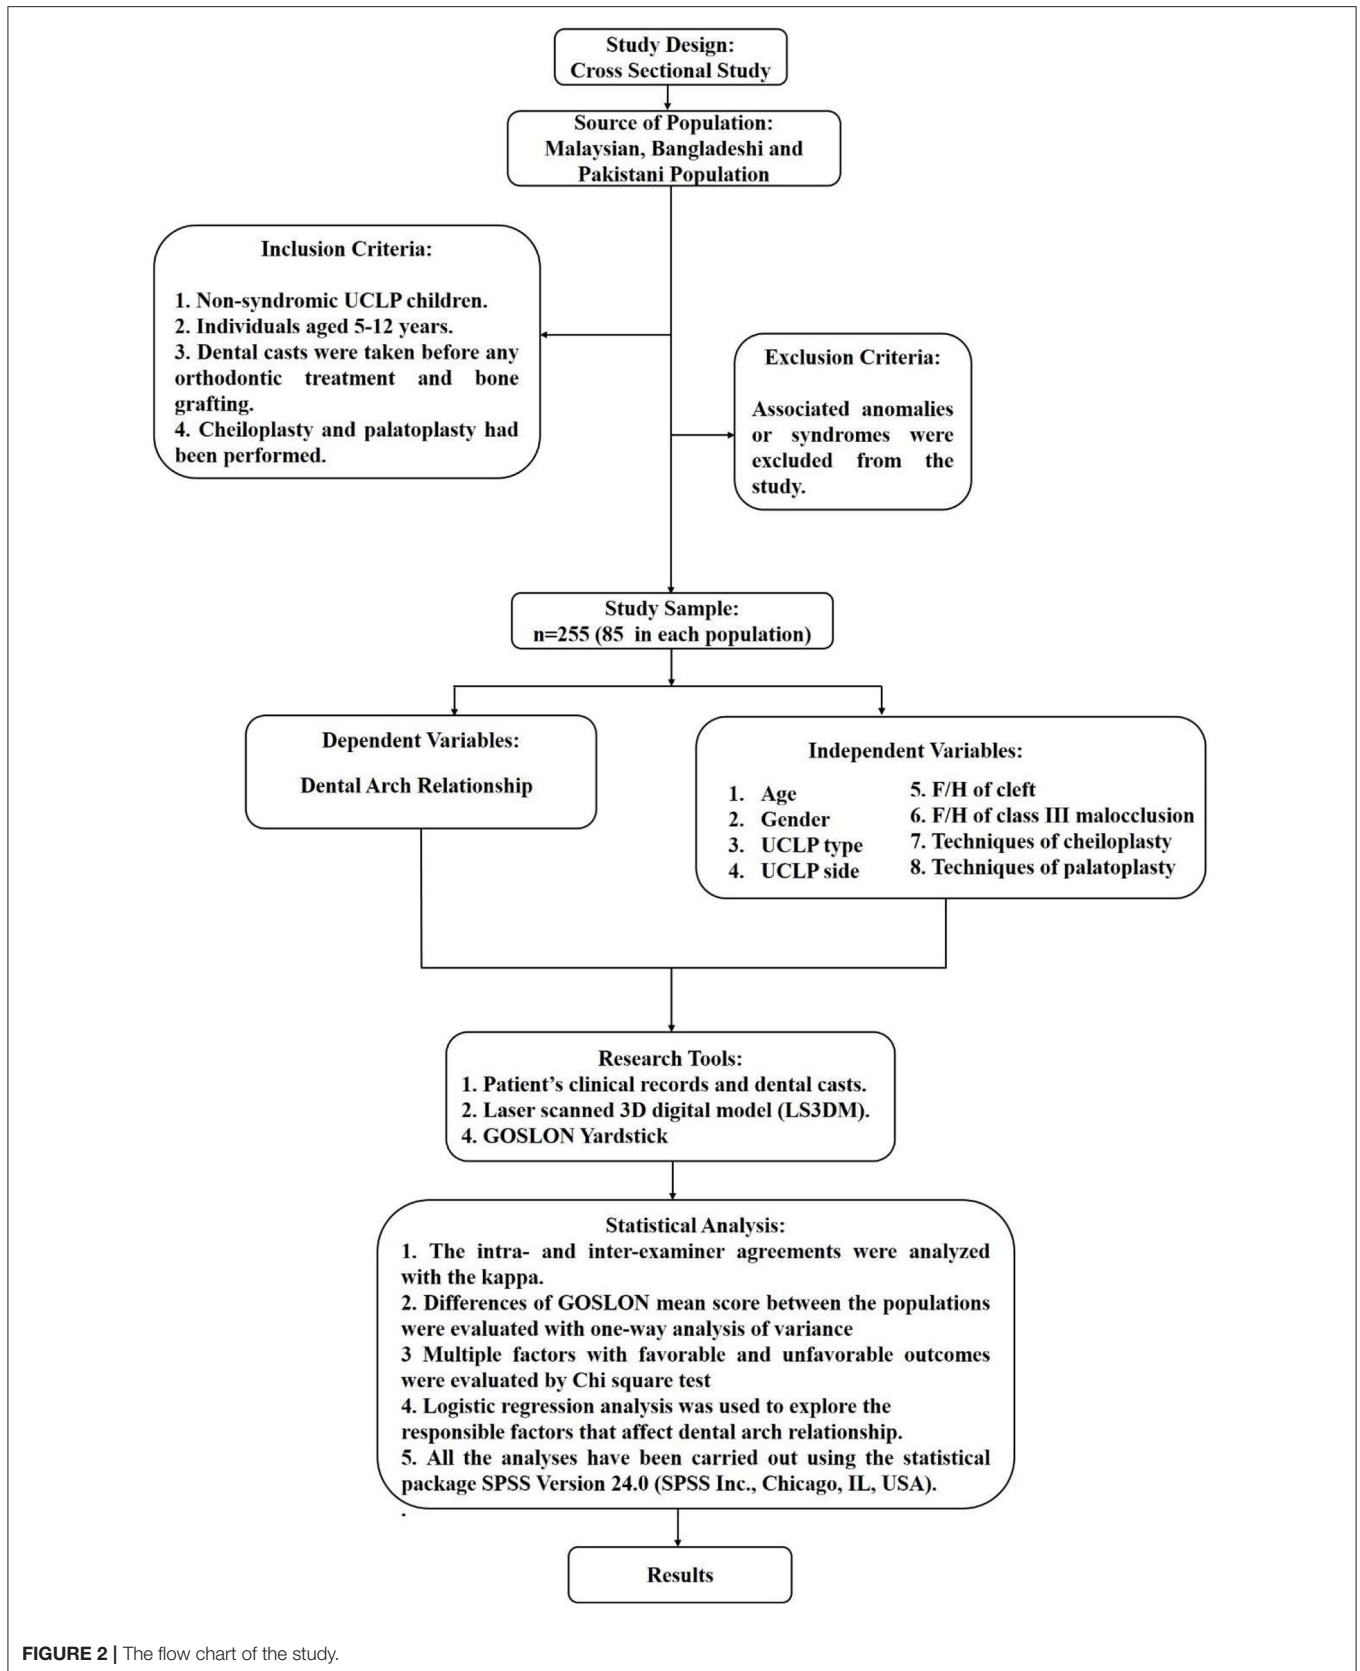 Study Design:
Cross Sectional Study
Source of Population:
Malaysian, Bangladeshi and
Pakistani Population
Inclusion Criteria:
1. Non-syndromic UCLP children.
2. Individuals aged 5-12 years.
3. Dental casts were taken before any
orthodontic treatment and bone
grafting.
4. Cheiloplasty and palatoplasty had
been performed.
Exclusion Criteria:
Associated anomalies
or syndromes were
excluded from the
study.
Study Sample:
n=255 (85 in each population)
Dependent Variables:
Dental Arch Relationship
Independent Variables:
1. Age
2. Gender
3. UCLP type
4. UCLP side
5. F/H of cleft
6. F/H of class III malocclusion
7. Techniques of cheiloplasty
8. Techniques of palatoplasty
Research Tools:
1. Patient's clinical records and dental casts.
2. Laser scanned 3D digital model (LS3DM).
4. GOSLON Yardstick
Statistical Analysis:
1. The intra- and inter-examiner agreements were analyzed
with the kappa.
2. Differences of GOSLON mean score between the populations
were evaluated with one-way analysis of variance
3 Multiple factors with favorable and unfavorable outcomes
were evaluated by Chi square test
4. Logistic regression analysis was used to explore the
responsible factors that affect dental arch relationship.
5. All the analyses have been carried out using the statistical
package SPSS Version 24.0 (SPSS Inc., Chicago, IL, USA).
.
Results
FIGURE 2 | The flow chart of the study.